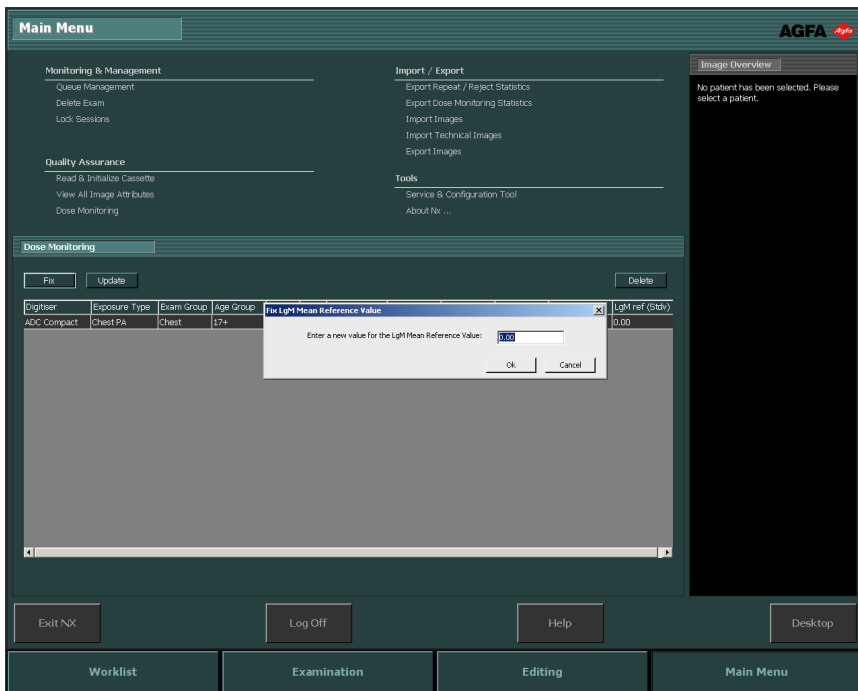 Main Menu
AGFA
Agfa
Monitoring & Management
Queue Management
Delete Exam
Lock Sessions
Quality Assurance
Read & Initialize Cassette
View All Image Attributes
Dose Monitoring
Import / Export
Export Repeat / Reject Statistics
Export Dose Monitoring Statistics
Import Images
Import Technical Images
Export Images
Tools
Service & Configuration Tool
About Nx ...
Image Overview
No patient has been selected. Please
select a patient.
Dose Monitoring
Fix Update Delete
Digitiser Exposure Type Exam Group Age Group LgM ref (Stdv)
ADC Compact Chest PA Chest 17+ 0.00
Fix LgM Mean Reference Value
Enter a new value for the LgM Mean Reference Value: 0.00
Ok Cancel
Exit NX Log Off Help Desktop
Worklist Examination Editing Main Menu